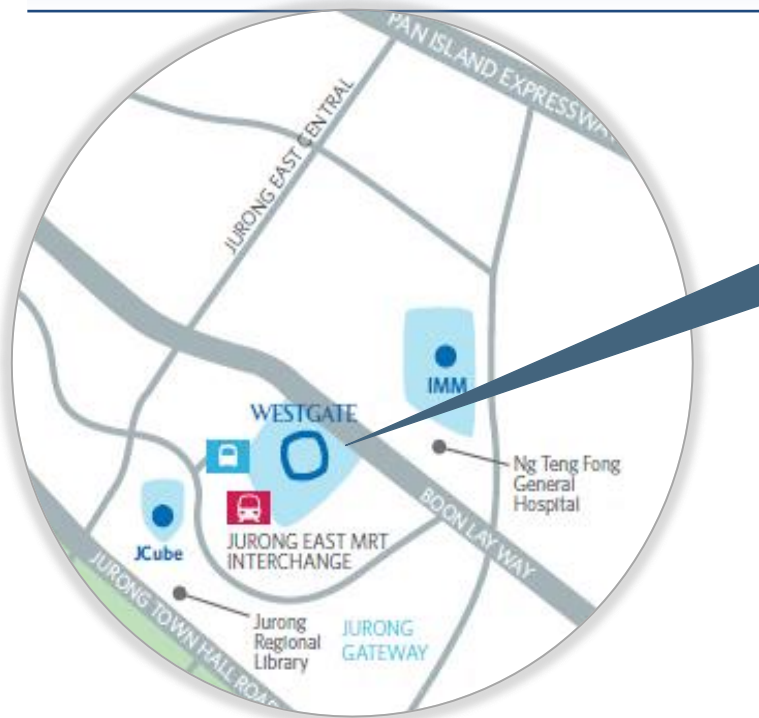 PAN ISLAND EXPRESSWAY
JURONG EAST CENTRAL
IMM
WESTGATE
Ng Teng Fong
General
Hospital
BOON LAY WAY
JURONG EAST MRT
INTERCHANGE
JCube
JURONG TOWN HALL ROAD
Jurong
Regional
Library
JURONG
GATEWAY